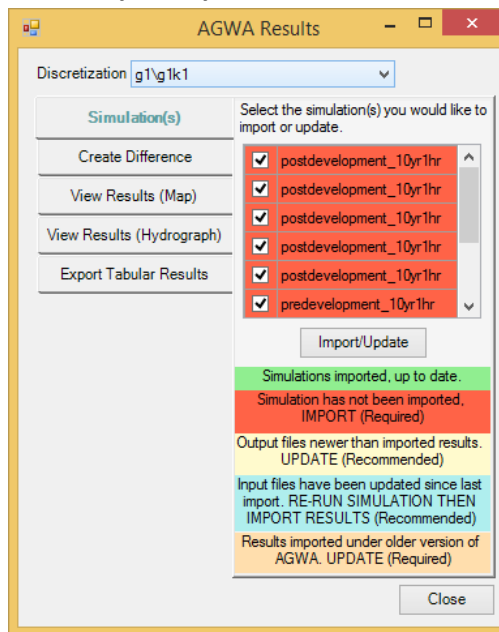 AGWA Results
Discretization g1\g1k1
Simulation(s)
Create Difference
View Results (Map)
View Results (Hydrograph)
Export Tabular Results
Select the simulation(s) you would like to
import or update.
postdevelopment_10yr1hr
postdevelopment_10yr1hr
postdevelopment_10yr1hr
postdevelopment_10yr1hr
postdevelopment_10yr1hr
predevelopment_10yr1hr
Import/Update
Simulations imported, up to date.
Simulation has not been imported,
IMPORT (Required)
Output files newer than imported results.
UPDATE (Recommended)
Input files have been updated since last
import. RE-RUN SIMULATION THEN
IMPORT RESULTS (Recommended)
Results imported under older version of
AGWA. UPDATE (Required)
Close